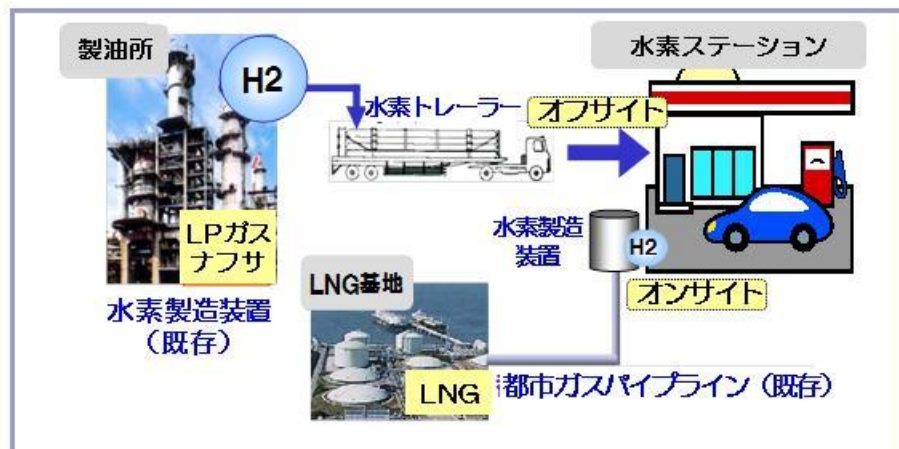 製油所
H2
水素ステーション
水素トレーラー
オフサイト
LPガス
ナフサ
水素製造装置
(既存)
水素製造
装置
H2
オンサイト
LNG基地
LNG
都市ガスパイプライン(既存)